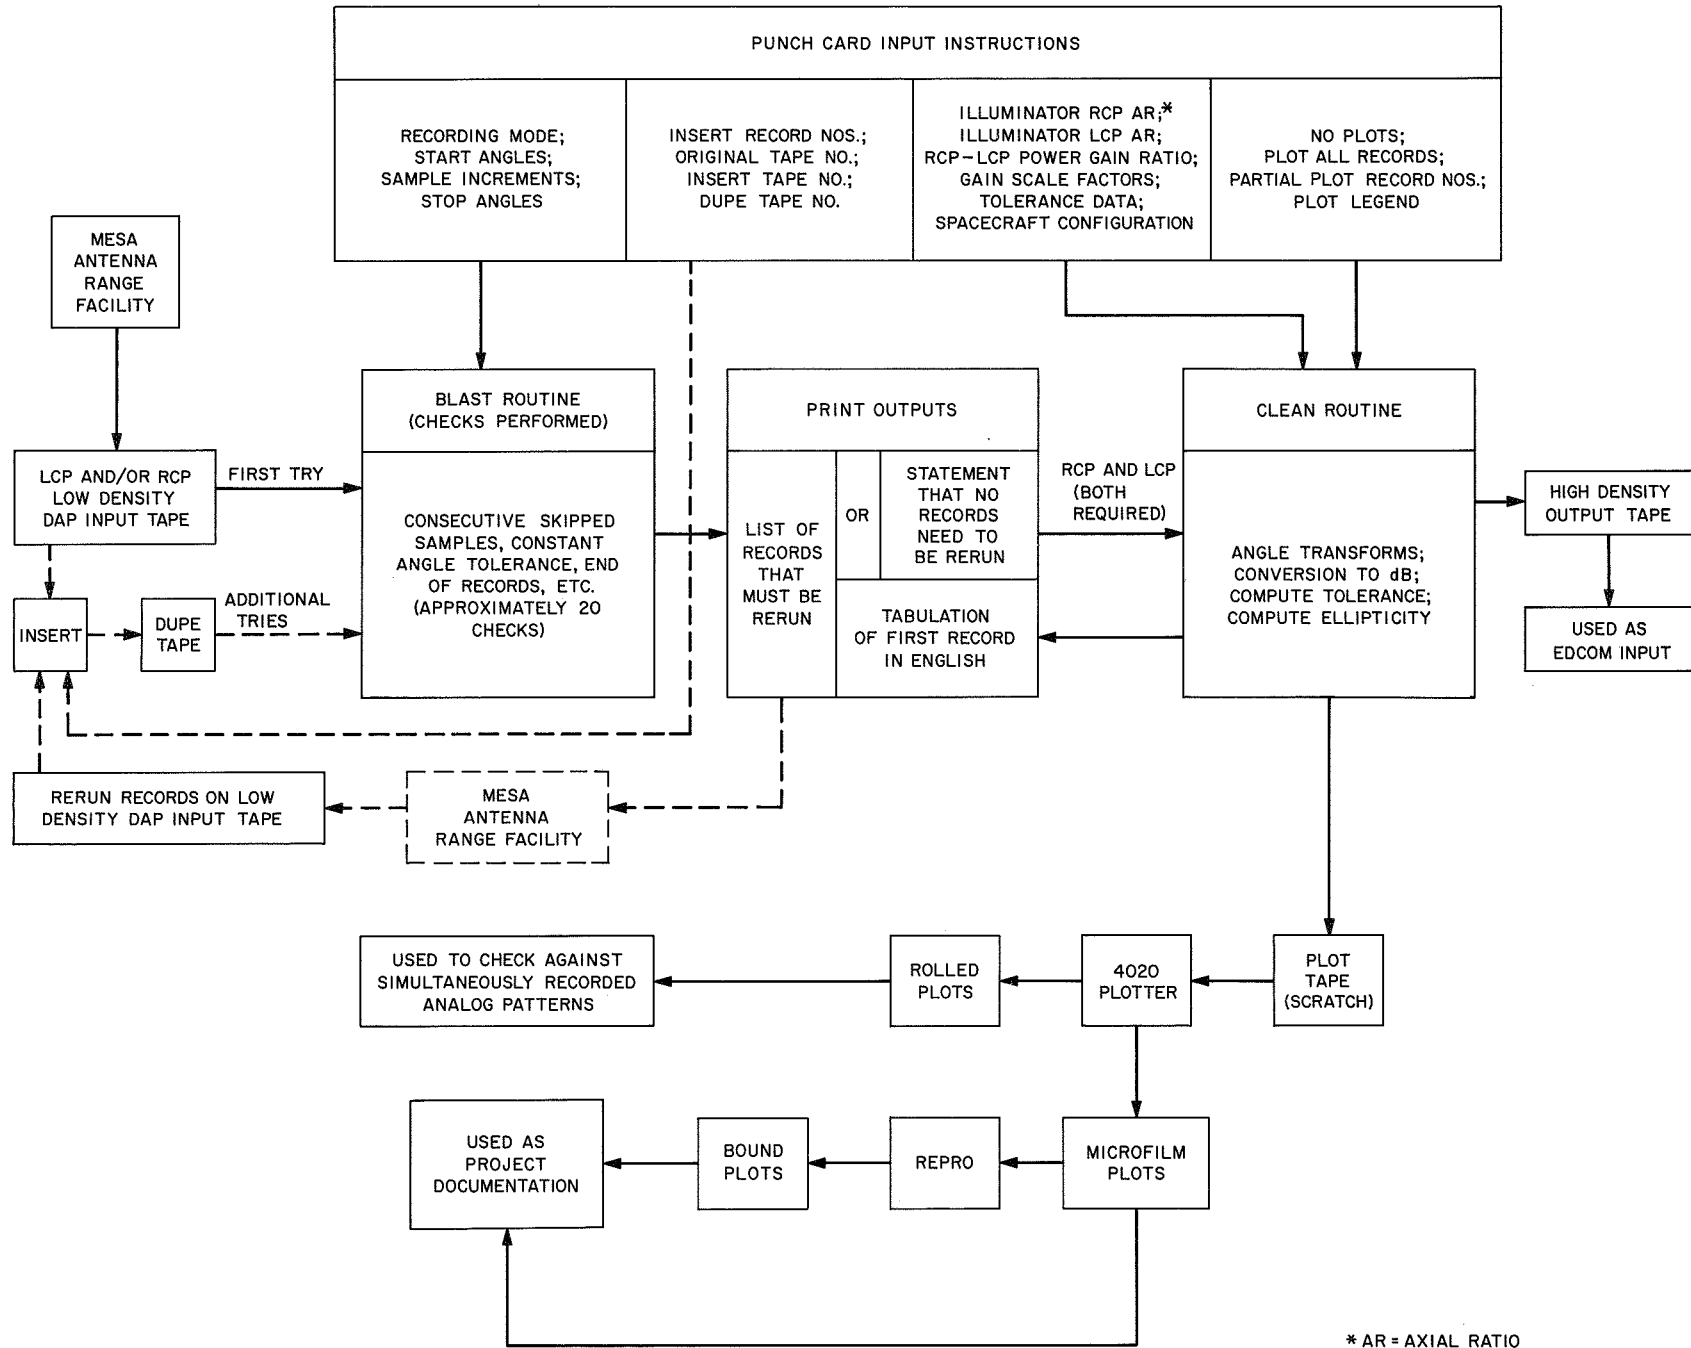 PUNCH CARD INPUT INSTRUCTIONS
RECORDING MODE;
START ANGLES;
SAMPLE INCREMENTS;
STOP ANGLES
INSERT RECORD NOS.;
ORIGINAL TAPE NO.;
INSERT TAPE NO.;
DUPE TAPE NO.
ILLUMINATOR RCP AR;*
ILLUMINATOR LCP AR;
RCP-LCP POWER GAIN RATIO;
GAIN SCALE FACTORS;
TOLERANCE DATA;
SPACECRAFT CONFIGURATION
NO PLOTS;
PLOT ALL RECORDS;
PARTIAL PLOT RECORD NOS.;
PLOT LEGEND
MESA
ANTENNA
RANGE
FACILITY
LCP AND/OR RCP
LOW DENSITY
DAP INPUT TAPE
FIRST TRY
BLAST ROUTINE
(CHECKS PERFORMED)
CONSECUTIVE SKIPPED
SAMPLES, CONSTANT
ANGLE TOLERANCE, END
OF RECORDS, ETC.
(APPROXIMATELY 20
CHECKS)
PRINT OUTPUTS
LIST OF
RECORDS
THAT
MUST BE
RERUN
OR
STATEMENT
THAT NO
RECORDS
NEED TO
BE RERUN
TABULATION
OF FIRST RECORD
IN ENGLISH
RCP AND LCP
(BOTH
REQUIRED)
CLEAN ROUTINE
ANGLE TRANSFORMS;
CONVERSION TO dB;
COMPUTE TOLERANCE;
COMPUTE ELLIPTICITY
HIGH DENSITY
OUTPUT TAPE
USED AS
EDCOM INPUT
INSERT
DUPE
TAPE
ADDITIONAL
TRIES
RERUN RECORDS ON LOW
DENSITY DAP INPUT TAPE
MESA
ANTENNA
RANGE FACILITY
USED TO CHECK AGAINST
SIMULTANEOUSLY RECORDED
ANALOG PATTERNS
ROLLED
PLOTS
4020
PLOTTER
PLOT
TAPE
(SCRATCH)
USED AS
PROJECT
DOCUMENTATION
BOUND
PLOTS
REPRO
MICROFILM
PLOTS
* AR = AXIAL RATIO